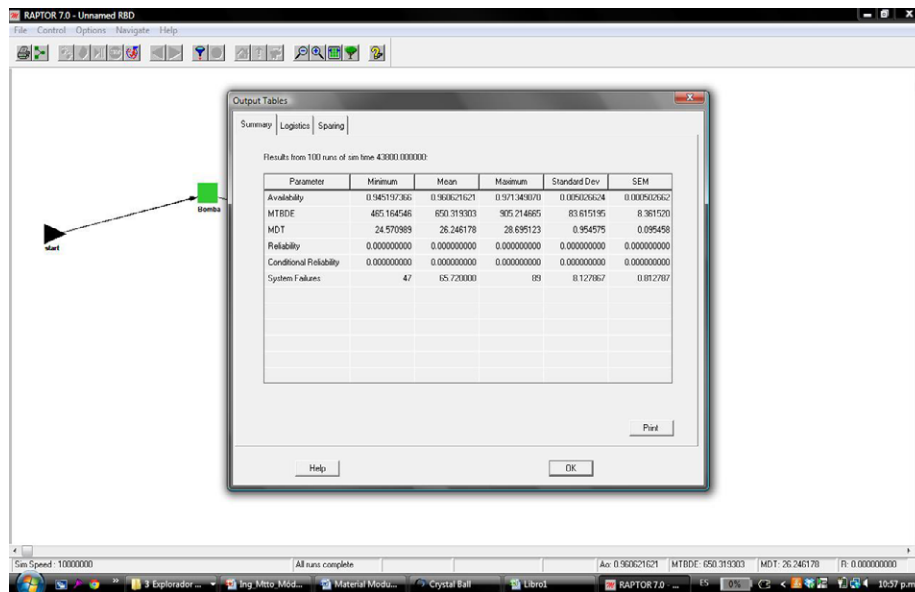 RAPTOR 7.0 - Unnamed RBD
File Control Options Navigate Help
Output Tables
Summary Logistics Sparing
Results from 100 runs of sim time 43800.000000:
Parameter Minimum Mean Maximum Standard Dev SEM
Availability 0.945197366 0.960621621 0.971349070 0.005026624 0.000502662
MTBDE 465.164546 650.319303 905.214665 83.615195 8.361520
MDT 24.570989 26.246178 28.695123 0.954575 0.095458
Reliability 0.000000000 0.000000000 0.000000000 0.000000000 0.000000000
Conditional Reliability 0.000000000 0.000000000 0.000000000 0.000000000 0.000000000
System Failures 47 65.720000 89 8.127867 0.812787
Bomba
start
Print
Help OK
Sim Speed: 10000000 All runs complete Ao: 0.960621621 MTBDE: 650.319303 MDT: 26.246178 R: 0.000000000
3 Explorador ... Ing_Mtto_Mód... Material Modu... Crystal Ball Libro1 RAPTOR 7.0 - ... ES 0% 10:57 p.m.